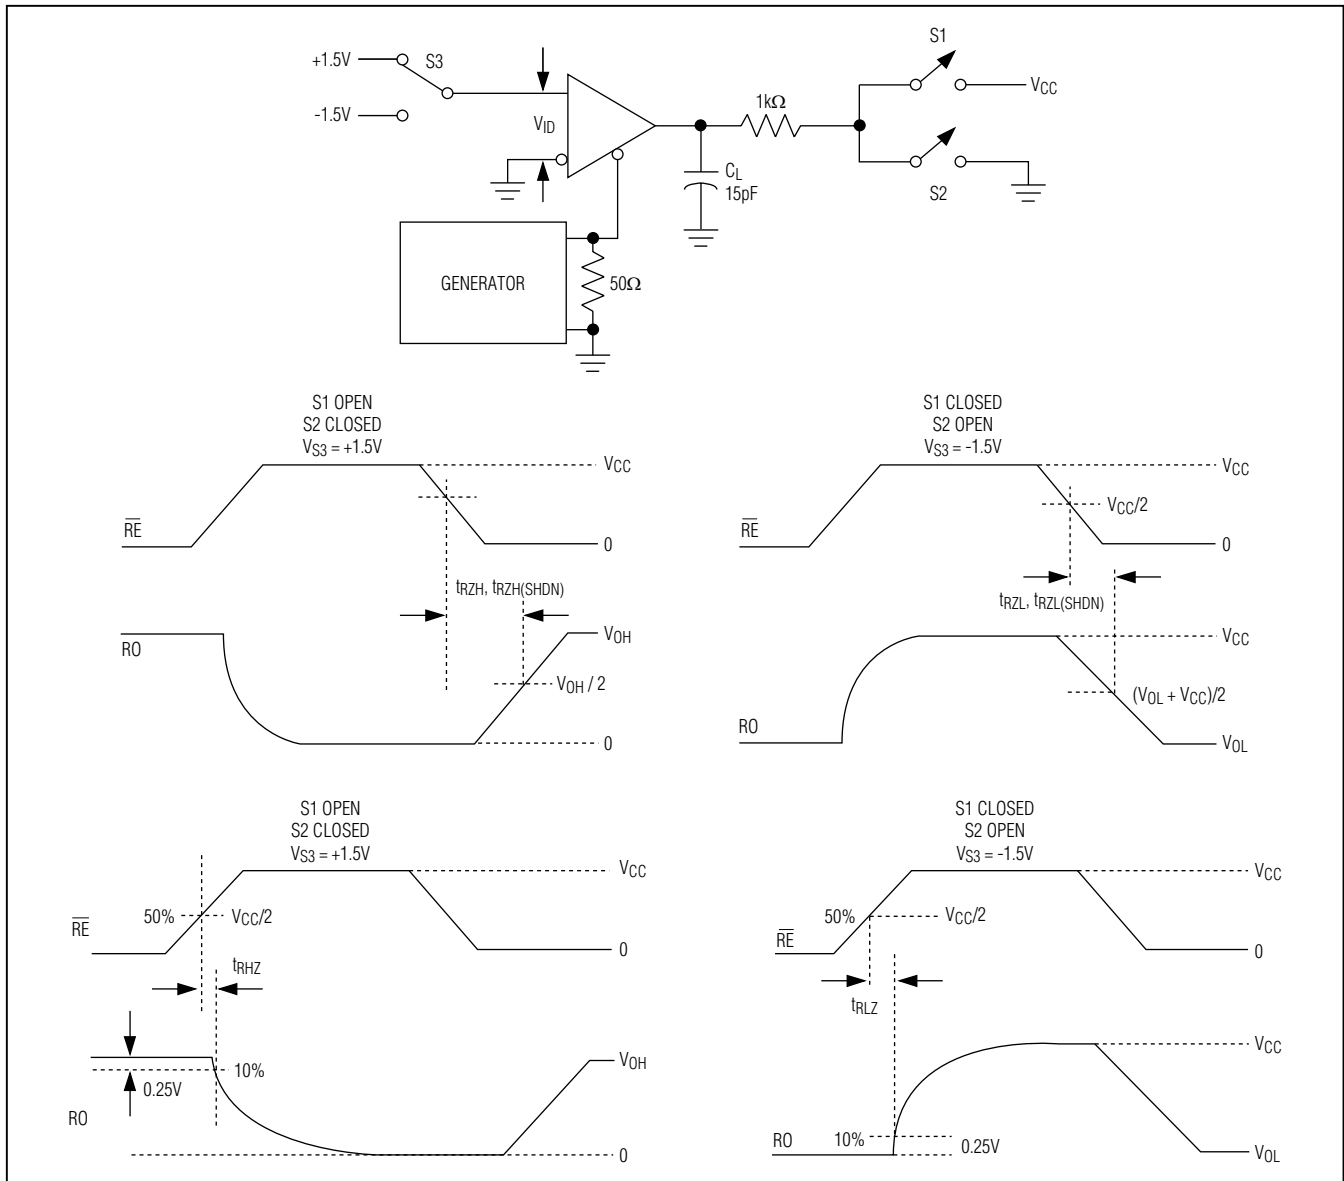 +1.5V
S3
-1.5V
VID
GENERATOR
50Ω
CL
15pF
1kΩ
S1
VCC
S2
S1 OPEN
S2 CLOSED
VS3 = +1.5V
VCC
RE
0
tRZH, tRZH(SHDN)
RO
VOH
VOH / 2
0
S1 CLOSED
S2 OPEN
VS3 = -1.5V
VCC
VCC/2
RE
0
tRZL, tRZL(SHDN)
VCC
(VOL + VCC)/2
RO
VOL
S1 OPEN
S2 CLOSED
VS3 = +1.5V
VCC
50%
VCC/2
RE
0
tRHZ
VOH
10%
0.25V
RO
0
S1 CLOSED
S2 OPEN
VS3 = -1.5V
VCC
50%
VCC/2
RE
0
tRLZ
VCC
RO
10%
0.25V
VOL